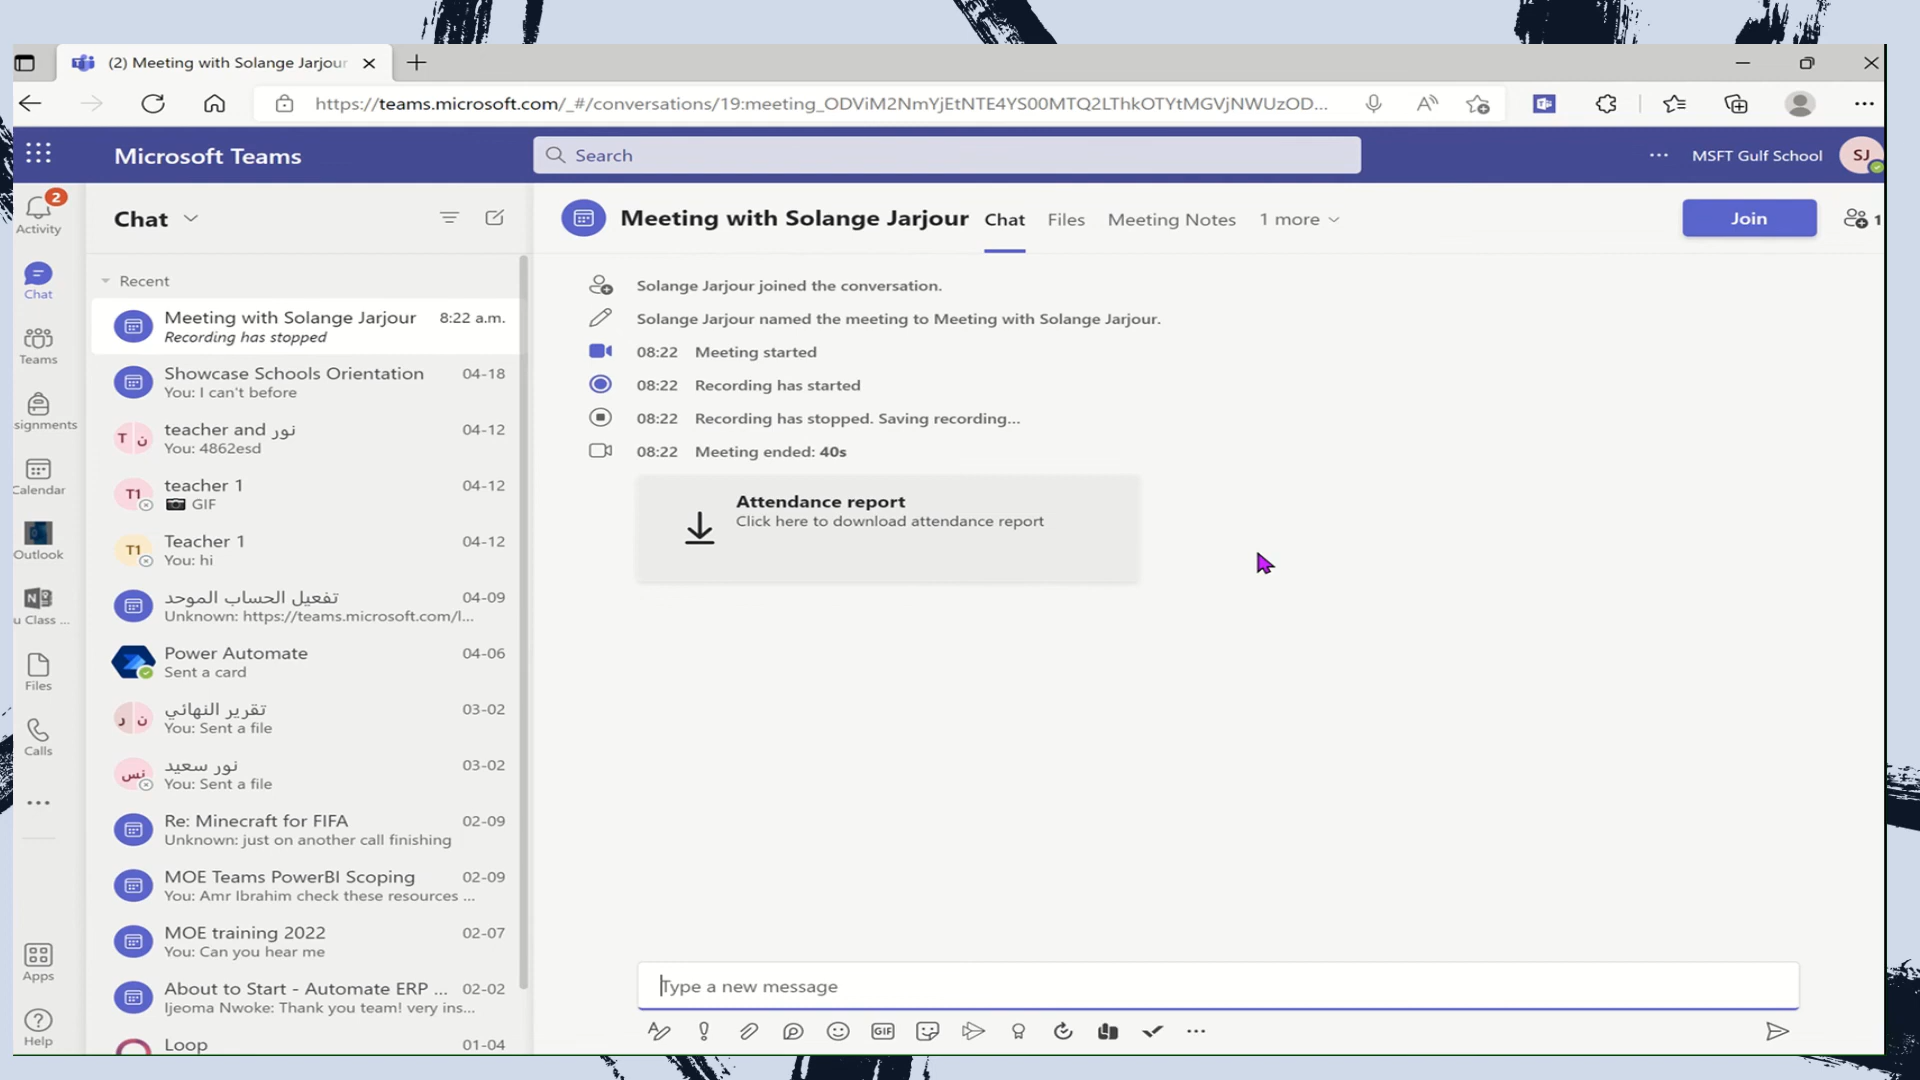 (2) Meeting with Solange Jarjour
https://teams.microsoft.com/_#/conversations/19:meeting_ODViM2NmYjEtNTE4YS00MTQ2LThkOTYtMGVjNWUzOD...
Microsoft Teams
Search
MSFT Gulf School
SJ
2
Activity
Chat
Teams
signments
Calendar
Outlook
u Class ...
Files
Calls
Apps
Help
Chat
Recent
Meeting with Solange Jarjour 8:22 a.m.
Recording has stopped
Showcase Schools Orientation 04-18
You: I can't before
T ن
teacher and نور 04-12
You: 4862esd
T1
teacher 1 04-12
GIF
T1
Teacher 1 04-12
You: hi
تفعيل الحساب الموحد 04-09
Unknown: https://teams.microsoft.com/l...
Power Automate 04-06
Sent a card
ر ن
تقرير النهائي 03-02
You: Sent a file
نس
نور سعيد 03-02
You: Sent a file
Re: Minecraft for FIFA 02-09
Unknown: just on another call finishing
MOE Teams PowerBI Scoping 02-09
You: Amr Ibrahim check these resources ...
MOE training 2022 02-07
You: Can you hear me
About to Start - Automate ERP ... 02-02
Ijeoma Nwoke: Thank you team! very ins...
Loop 01-04
Meeting with Solange Jarjour Chat Files Meeting Notes 1 more
Join
1
Solange Jarjour joined the conversation.
Solange Jarjour named the meeting to Meeting with Solange Jarjour.
08:22 Meeting started
08:22 Recording has started
08:22 Recording has stopped. Saving recording...
08:22 Meeting ended: 40s
Attendance report
Click here to download attendance report
Type a new message
GIF